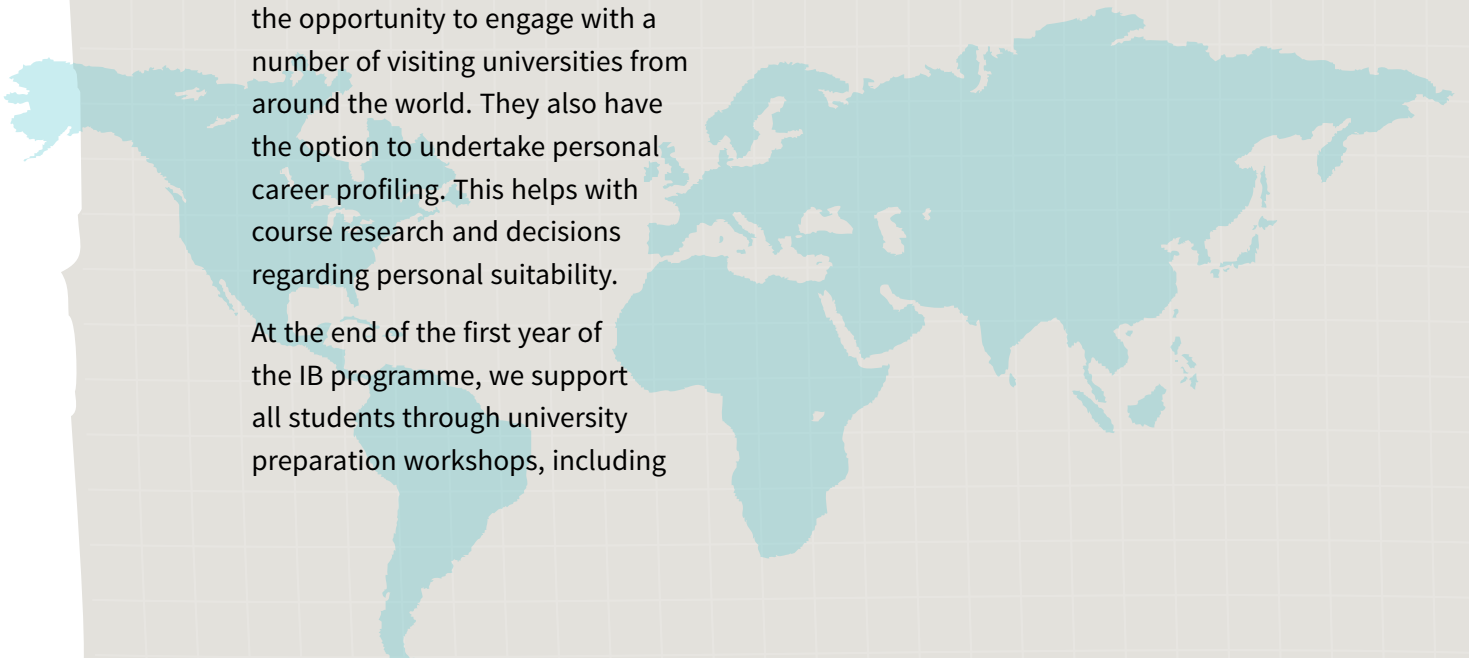 the opportunity to engage with a
number of visiting universities from
around the world. They also have
the option to undertake personal
career profiling. This helps with
course research and decisions
regarding personal suitability.
At the end of the first year of
the IB programme, we support
all students through university
preparation workshops, including